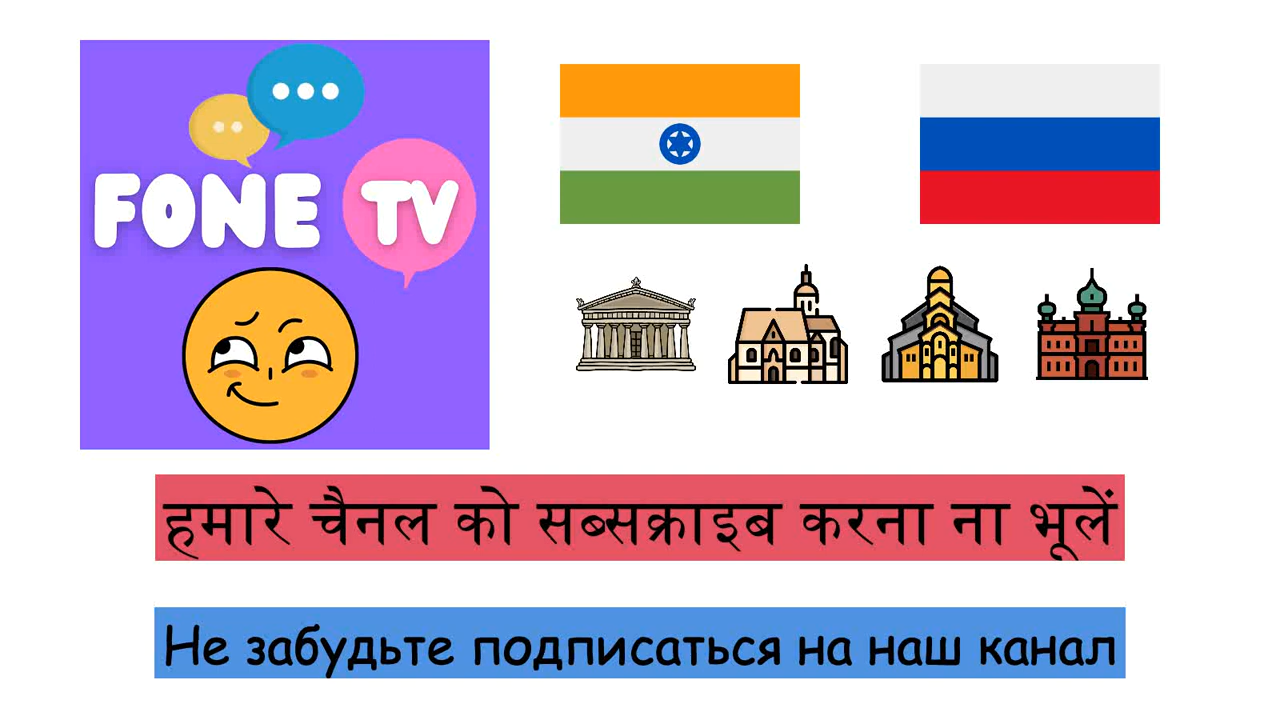 FONE TV
हमारे चैनल को सब्सक्राइब करना ना भूलें
Не забудьте подписаться на наш канал